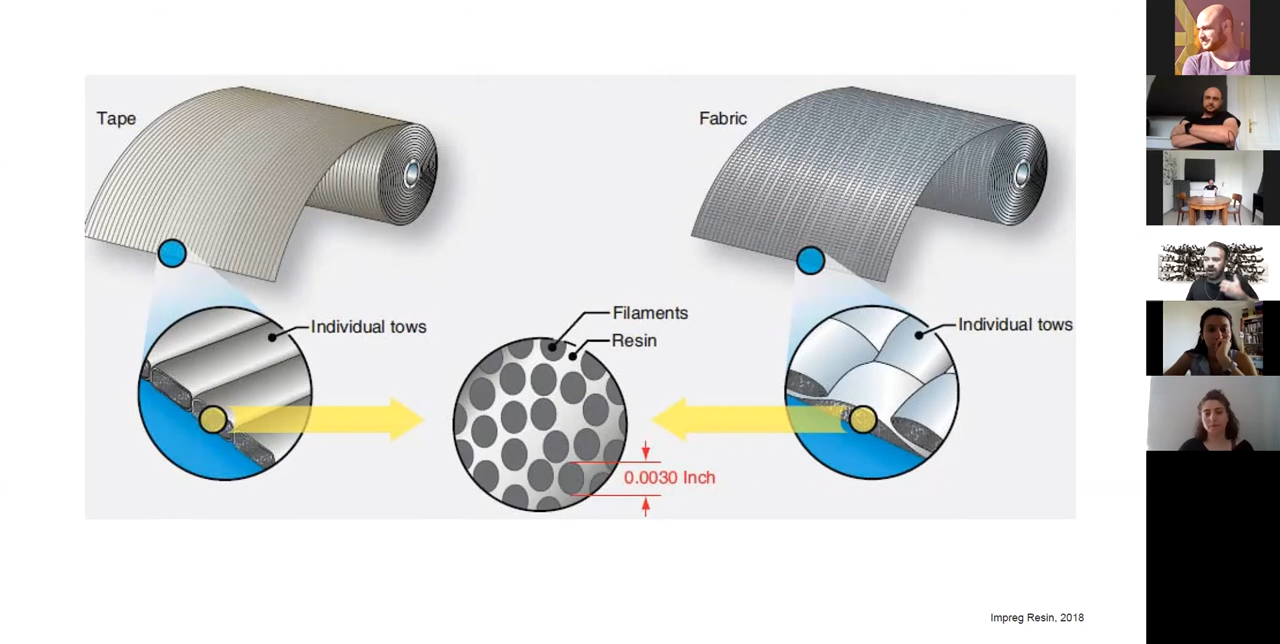 Tape
Fabric
Filaments
Resin
Individual tows
Individual tows
0.0030 Inch
Impreg Resin, 2018